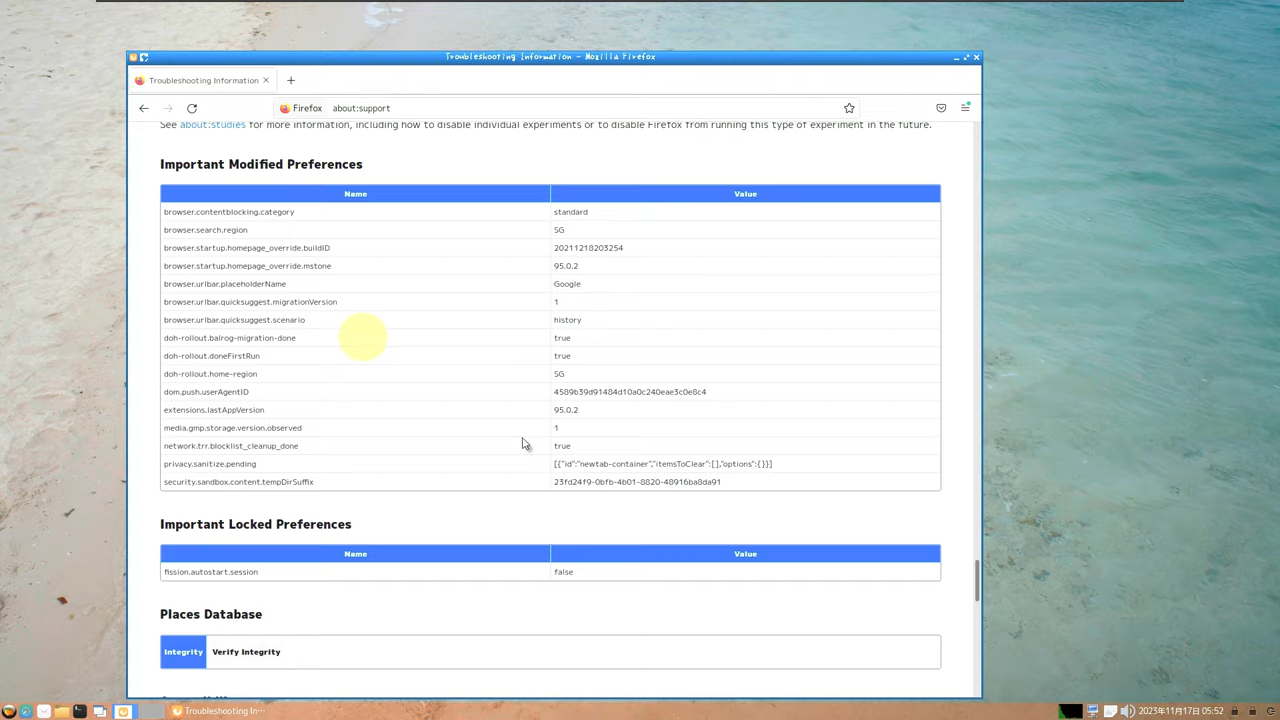 Troubleshooting Information - Mozilla Firefox
Troubleshooting Information
Firefox about:support
See about:studies for more information, including how to disable individual experiments or to disable Firefox from running this type of experiment in the future.
Important Modified Preferences
Name Value
browser.contentblocking.category standard
browser.search.region SG
browser.startup.homepage_override.buildID 20211218203254
browser.startup.homepage_override.mstone 95.0.2
browser.urlbar.placeholderName Google
browser.urlbar.quicksuggest.migrationVersion 1
browser.urlbar.quicksuggest.scenario history
doh-rollout.balrog-migration-done true
doh-rollout.doneFirstRun true
doh-rollout.home-region SG
dom.push.userAgentID 4589b39d91484d10a0c240eae3c0e8c4
extensions.lastAppVersion 95.0.2
media.gmp.storage.version.observed 1
network.trr.blocklist_cleanup_done true
privacy.sanitize.pending [{"id":"newtab-container","itemsToClear":[],"options":{}}]
security.sandbox.content.tempDirSuffix 23fd24f9-0bfb-4b01-8820-48916ba8da91
Important Locked Preferences
Name Value
fission.autostart.session false
Places Database
Integrity Verify Integrity
Troubleshooting In... 2023年11月17日 05:52